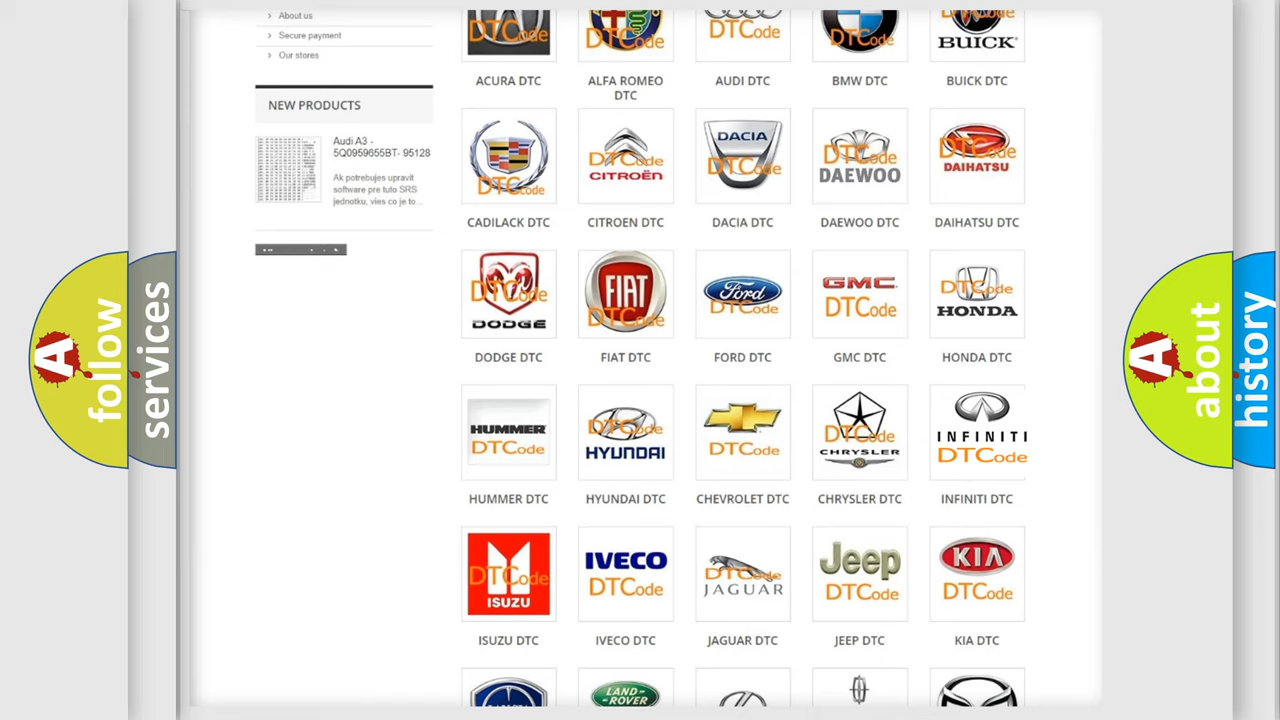 About us
Secure payment
Our stores
NEW PRODUCTS
Audi A3 -
5Q0959655BT- 95128
Ak potrebujes upravit
software pre tuto SRS
jednotku, vies co je to...
DTCode
DTCode
DTCode
DTCode
BUICK
ACURA DTC
ALFA ROMEO
DTC
AUDI DTC
BMW DTC
BUICK DTC
DTCode
DTCode
CITROËN
DACIA
DTCode
DTCode
DAEWOO
DTCode
DAIHATSU
CADILACK DTC
CITROEN DTC
DACIA DTC
DAEWOO DTC
DAIHATSU DTC
DTCode
DODGE
FIAT
DTCode
Ford
DTCode
GMC
DTCode
DTCode
HONDA
DODGE DTC
FIAT DTC
FORD DTC
GMC DTC
HONDA DTC
HUMMER
DTCode
DTCode
HYUNDAI
DTCode
DTCode
CHRYSLER
INFINITI
DTCode
HUMMER DTC
HYUNDAI DTC
CHEVROLET DTC
CHRYSLER DTC
INFINITI DTC
DTCode
ISUZU
IVECO
DTCode
DTCode
JAGUAR
Jeep
DTCode
KIA
DTCode
ISUZU DTC
IVECO DTC
JAGUAR DTC
JEEP DTC
KIA DTC
LAND-
ROVER
A
follow
services
A
about
history